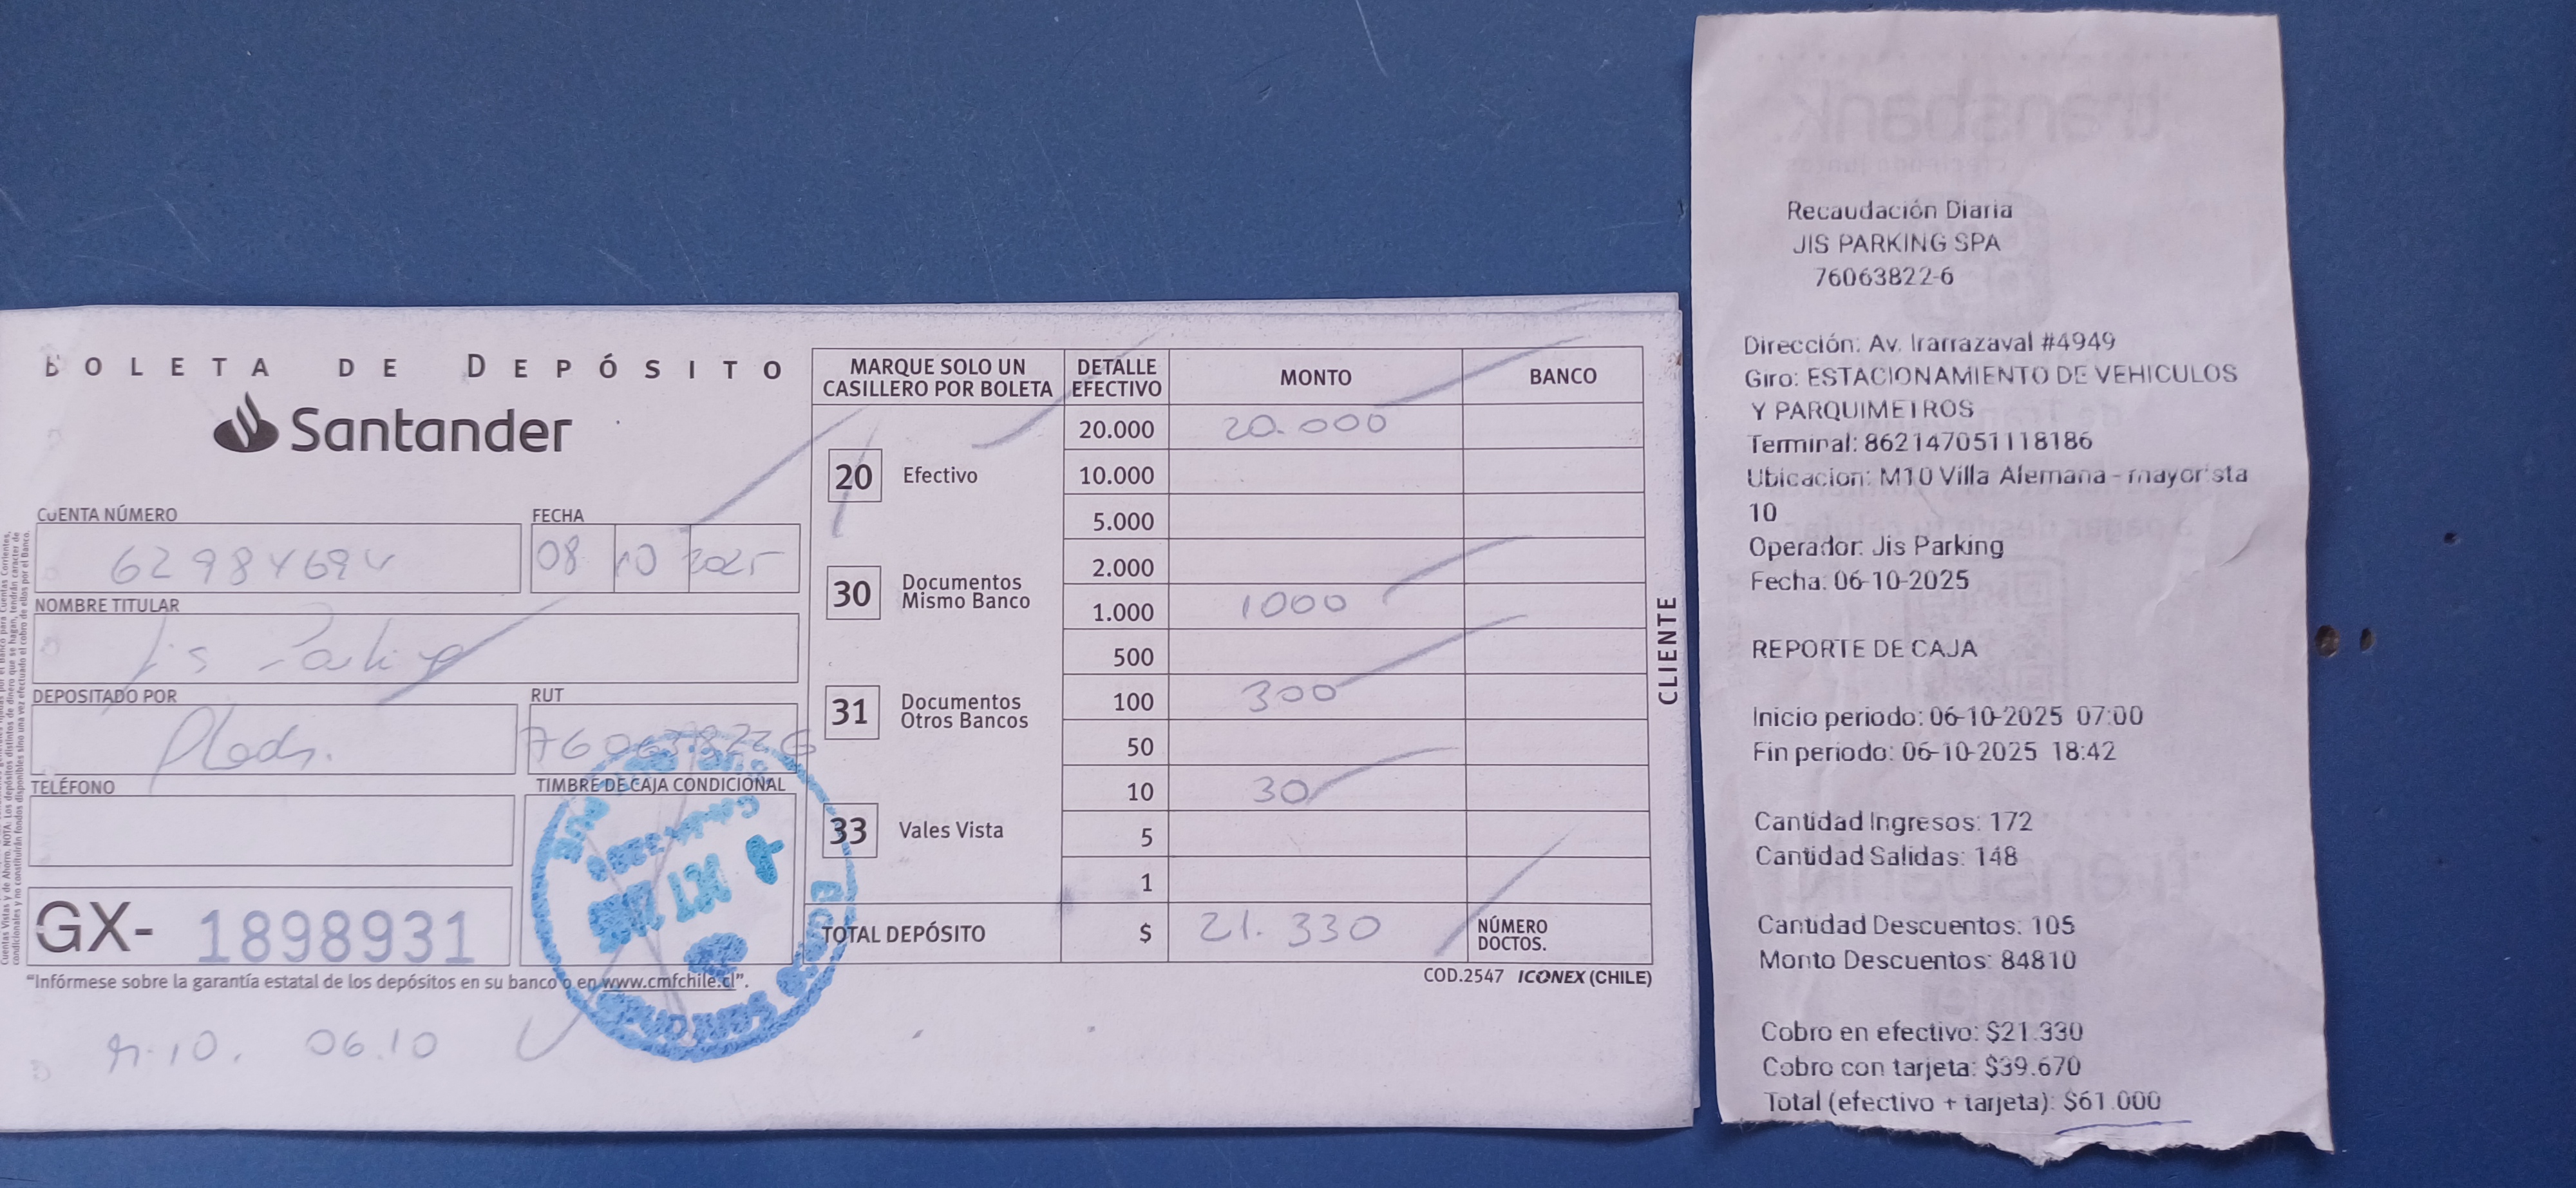 BOLETA DE DEPÓSITO
Santander
CUENTA NÚMERO
62984694
FECHA
08 10 2025
NOMBRE TITULAR
Jis Parking
DEPOSITADO POR
RUT
760638226
TELÉFONO
TIMBRE DE CAJA CONDICIONAL
GX- 1898931
"Infórmese sobre la garantía estatal de los depósitos en su banco o en www.cmfchile.cl".
10. 06.10
MARQUE SOLO UN
CASILLERO POR BOLETA
20 Efectivo
30 Documentos
Mismo Banco
31 Documentos
Otros Bancos
33 Vales Vista
DETALLE
EFECTIVO
MONTO
BANCO
20.000 20.000
10.000
5.000
2.000
1.000 1000
500
100 300
50
10 30
5
1
TOTAL DEPÓSITO $ 21.330
NÚMERO
DOCTOS.
COD.2547 ICONEX (CHILE)
CLIENTE
transbank.
Recaudación Diaria
JIS PARKING SPA
76063822-6
Dirección: Av. Irarrazaval #4949
Giro: ESTACIONAMIENTO DE VEHICULOS
Y PARQUIMETROS
Terminal: 862147051118186
Ubicacion: M10 Villa Alemana - mayorista
10
Operador: Jis Parking
Fecha: 06-10-2025
REPORTE DE CAJA
Inicio periodo: 06-10-2025 07:00
Fin periodo: 06-10-2025 18:42
Cantidad Ingresos: 172
Cantidad Salidas: 148
Cantidad Descuentos: 105
Monto Descuentos: 84810
Cobro en efectivo: $21.330
Cobro con tarjeta: $39.670
Total (efectivo + tarjeta): $61.000